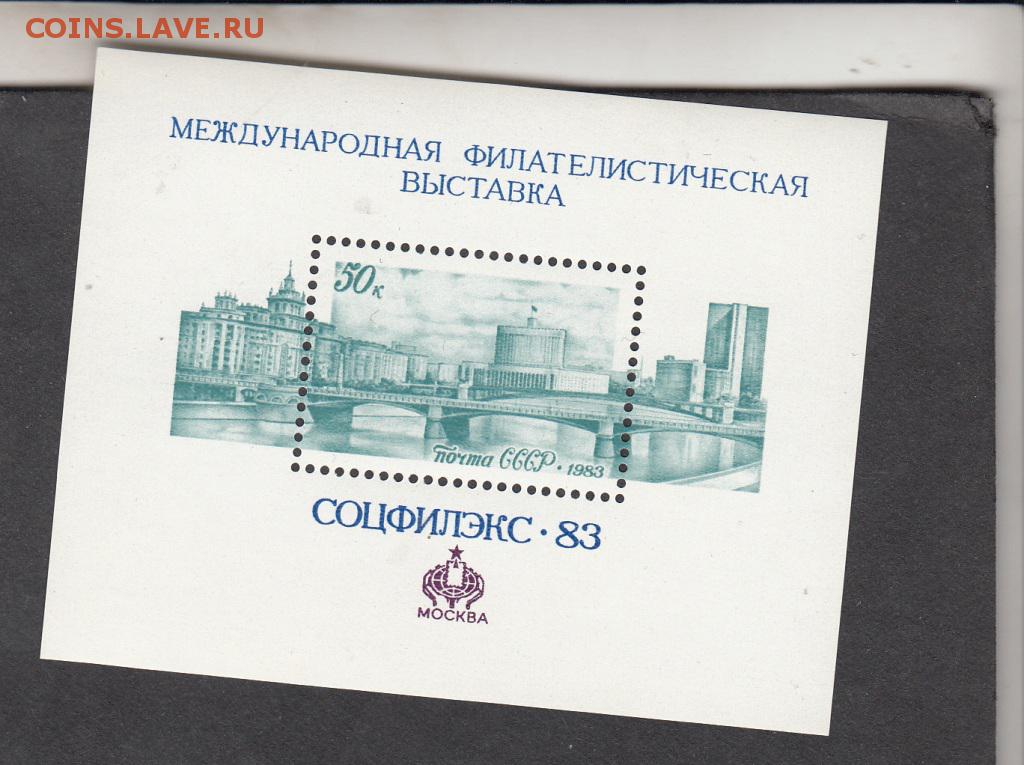 COINS.LAVE.RU
МЕЖДУНАРОДНАЯ ФИЛАТЕЛИСТИЧЕСКАЯ
ВЫСТАВКА
50к
почта СССР • 1983
СОЦФИЛЭКС • 83
МОСКВА